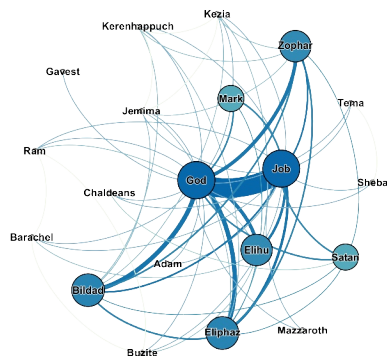 Kezia
Kerenhappuch
Zophar
Gavest
Mark
Tema
Jemima
Ram
Job
God
Sheba
Chaldeans
Barachel
Elihu
Satan
Adam
Bildad
Eliphaz
Mazzaroth
Buzite